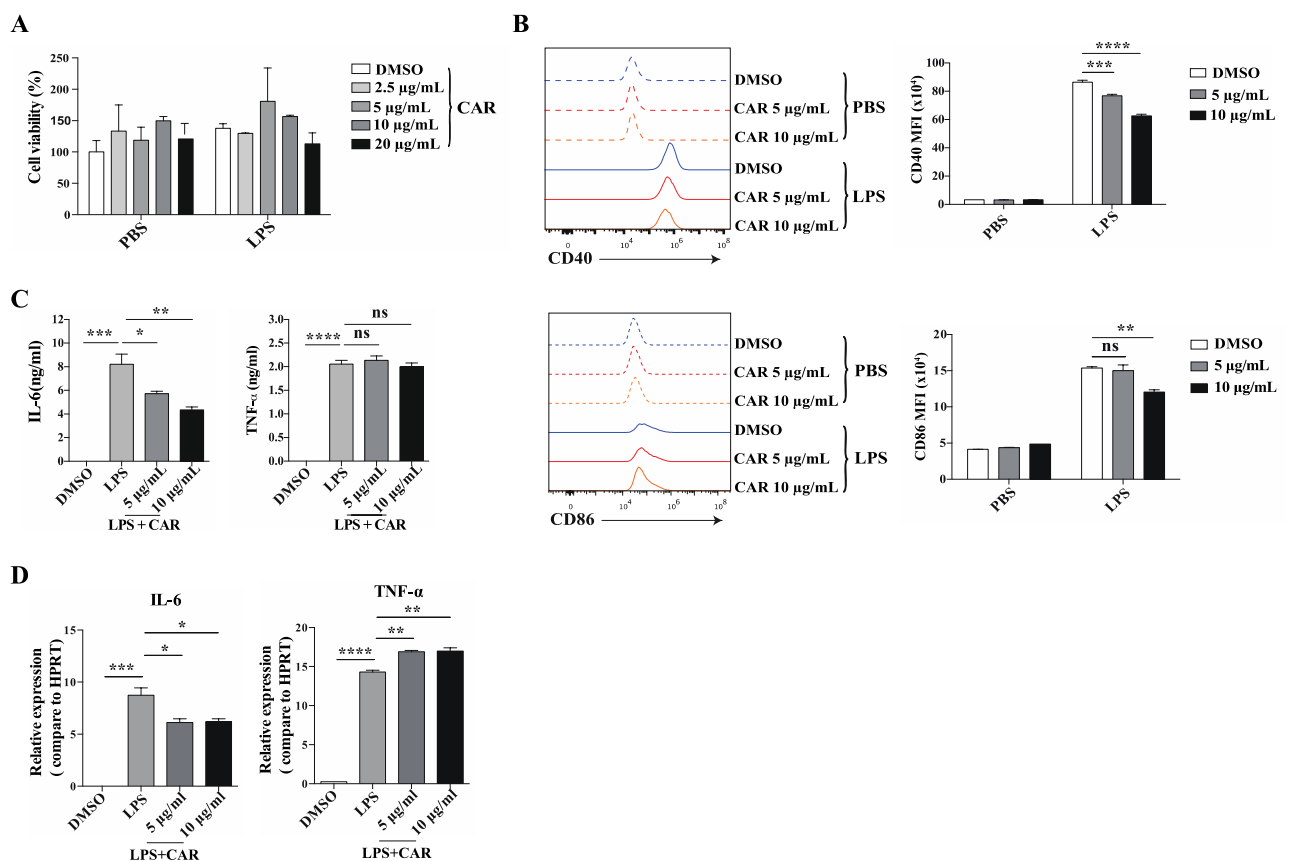 A
Cell viability (%)
250
200
150
100
50
0
PBS
LPS
DMSO
2.5 µg/mL
5 µg/mL
10 µg/mL
20 µg/mL
CAR
B
DMSO
CAR 5 µg/mL
CAR 10 µg/mL
PBS
DMSO
CAR 5 µg/mL
CAR 10 µg/mL
LPS
0 10⁴ 10⁶ 10⁸
CD40
CD40 MFI (x10⁴)
100
80
60
40
20
0
****
***
PBS
LPS
DMSO
5 µg/mL
10 µg/mL
DMSO
CAR 5 µg/mL
CAR 10 µg/mL
PBS
DMSO
CAR 5 µg/mL
CAR 10 µg/mL
LPS
0 10⁴ 10⁶ 10⁸
CD86
CD86 MFI (x10⁴)
20
15
10
5
0
**
ns
PBS
LPS
DMSO
5 µg/mL
10 µg/mL
C
IL-6(ng/ml)
12
10
8
6
4
2
0
**
*** *
DMSO
LPS
5 µg/mL
10 µg/mL
LPS + CAR
TNF-α (ng/ml)
3.0
2.5
2.0
1.5
1.0
0.5
0.0
ns
**** ns
DMSO
LPS
5 µg/mL
10 µg/mL
LPS + CAR
D
IL-6
Relative expression
( compare to HPRT)
15
10
5
0
*
*** *
DMSO
LPS
5 µg/ml
10 µg/ml
LPS+CAR
TNF-α
Relative expression
( compare to HPRT)
20
15
10
5
0
**
**** **
DMSO
LPS
5 µg/ml
10 µg/ml
LPS+CAR